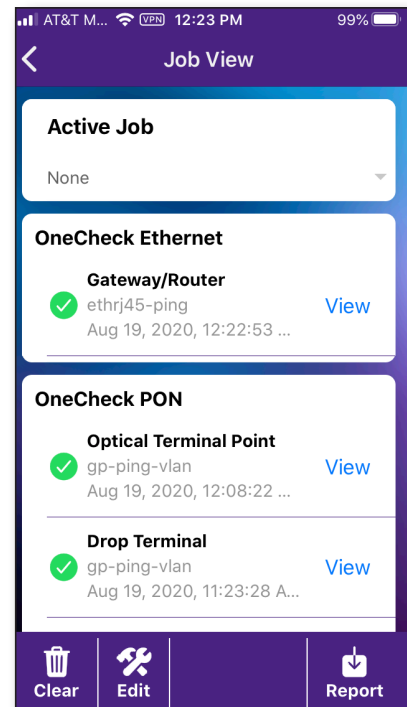 AT&T M... VPN 12:23 PM 99%
Job View
Active Job
None
OneCheck Ethernet
Gateway/Router
ethrj45-ping View
Aug 19, 2020, 12:22:53 ...
OneCheck PON
Optical Terminal Point
gp-ping-vlan View
Aug 19, 2020, 12:08:22 ...
Drop Terminal
gp-ping-vlan View
Aug 19, 2020, 11:23:28 A...
Clear Edit Report